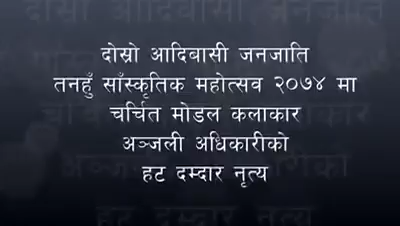 दोस्रो आदिबासी जनजाति
तनहुँ साँस्कृतिक महोत्सव २०७४ मा
चर्चित मोडल कलाकार
अञ्जली अधिकारीको
हट दम्दार नृत्य